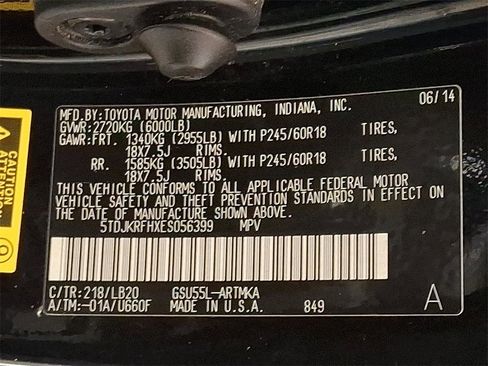 MFD.BY:TOYOTA MOTOR MANUFACTURING, INDIANA, INC. 06/14
GVWR:2720KG (6000LB)
GAWR:FRT. 1340KG (2955LB) WITH P245/60R18 TIRES,
18X7.5J RIMS.
RR. 1585KG (3505LB) WITH P245/60R18 TIRES,
18X7.5J RIMS.
THIS VEHICLE CONFORMS TO ALL APPLICABLE FEDERAL MOTOR
VEHICLE SAFETY AND THEFT PREVENTION STANDARDS IN EFFECT ON
THE DATE OF MANUFACTURE SHOWN ABOVE.
5TDJKRFHXES056399 MPV
C/TR:218/LB20 GSU55L-ARTMKA
A/TM:-01A/U660F MADE IN U.S.A. 849 A
CAUTION
ATTENTION